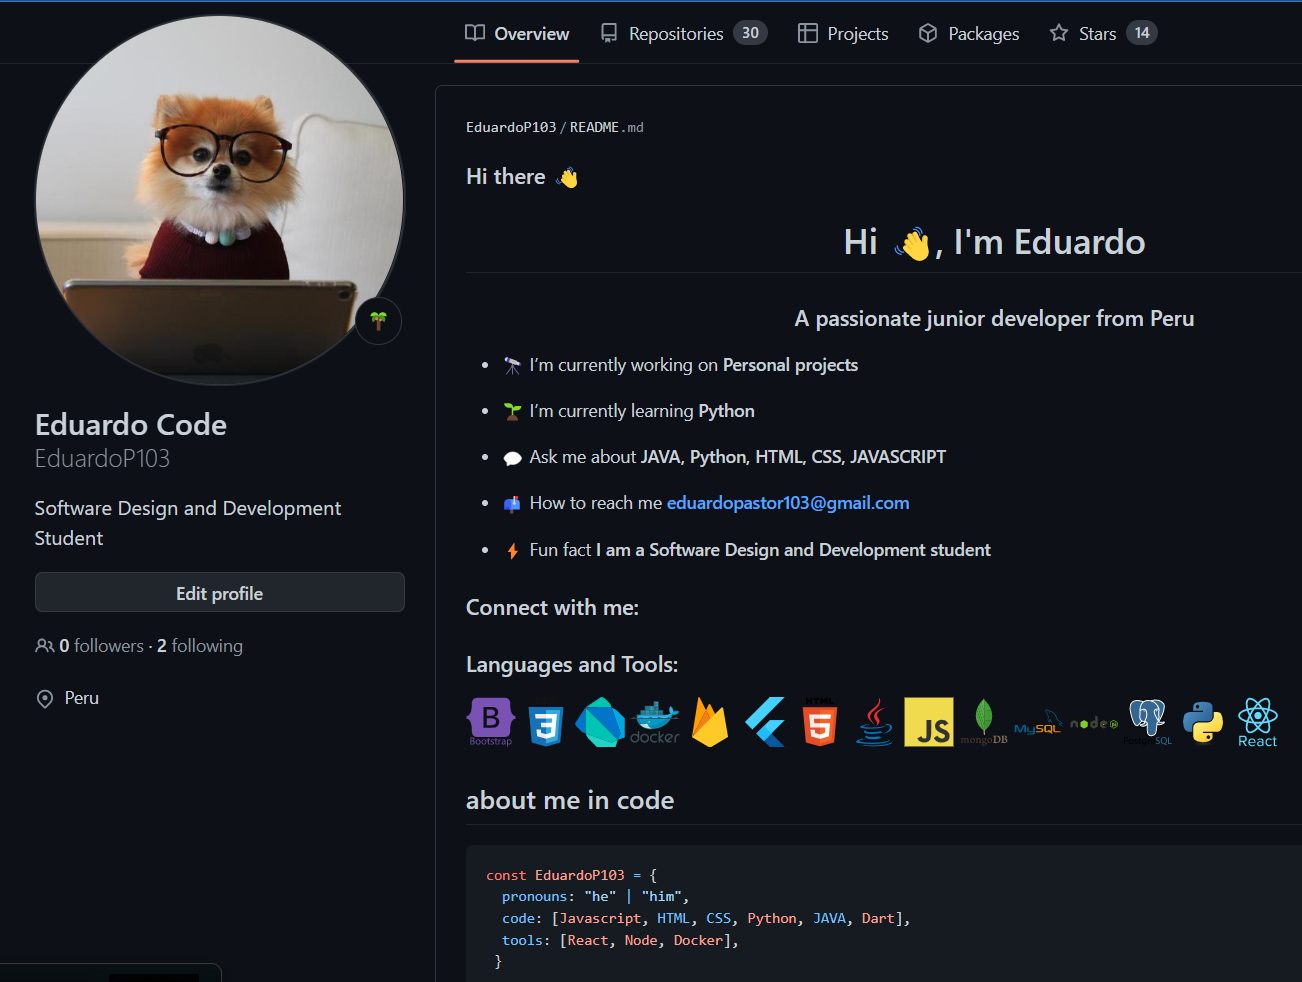 Overview Repositories 30 Projects Packages Stars 14
EduardoP103/README.md
Hi there 👋
Hi 👋, I'm Eduardo
A passionate junior developer from Peru
• 🔭 I’m currently working on Personal projects
• 🌱 I’m currently learning Python
• 💬 Ask me about JAVA, Python, HTML, CSS, JAVASCRIPT
• 📫 How to reach me eduardopastor103@gmail.com
• ⚡ Fun fact I am a Software Design and Development student
Connect with me:
Languages and Tools:
B
Bootstrap
3
docker
HTML
5
Java
JS
mongoDB
MySQL
node
PostgreSQL
React
about me in code
const EduardoP103 = {
pronouns: "he" | "him",
code: [Javascript, HTML, CSS, Python, JAVA, Dart],
tools: [React, Node, Docker],
}
Eduardo Code
EduardoP103
Software Design and Development
Student
Edit profile
0 followers · 2 following
Peru